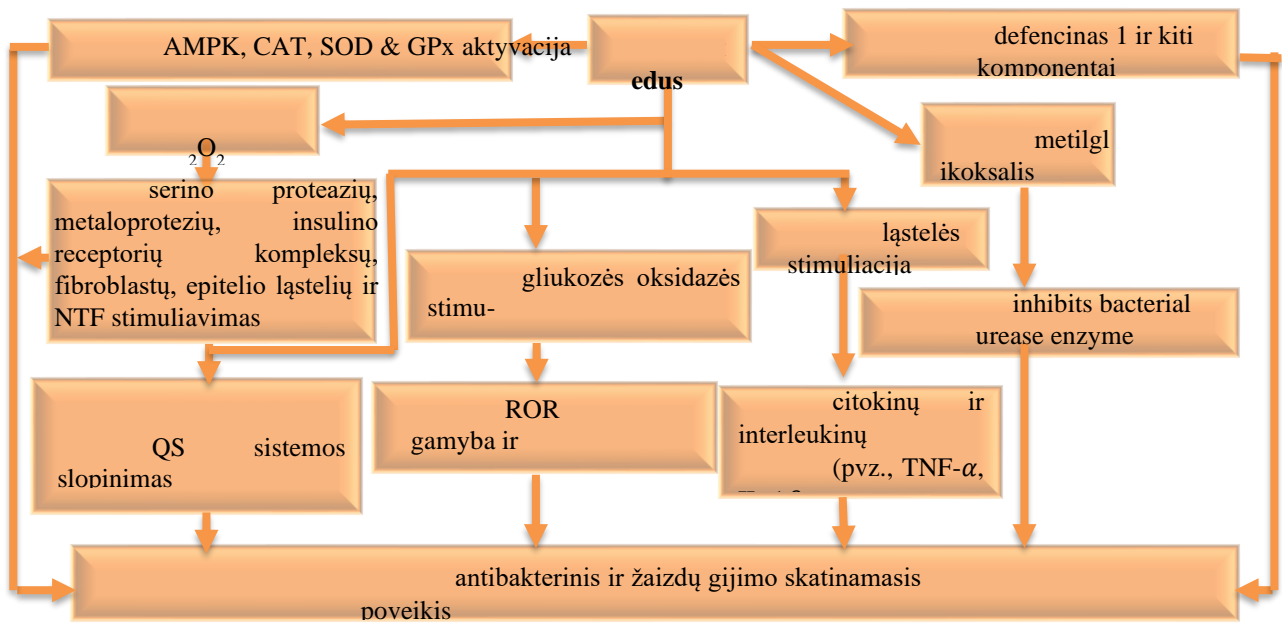 AMPK, CAT, SOD & GPx aktyvacija
edus
defencinas 1 ir kiti
komponentai
₂O₂
metilgl
ikoksalis
serino proteazių,
metaloprotezių, insulino
receptorių kompleksų,
fibroblastų, epitelio ląstelių ir
NTF stimuliavimas
gliukozės oksidazės
stimu-
ląstelės
stimuliacija
inhibits bacterial
urease enzyme
QS sistemos
slopinimas
ROR
gamyba ir
citokinų ir
interleukinų
(pvz., TNF-α,
antibakterinis ir žaizdų gijimo skatinamasis
poveikis